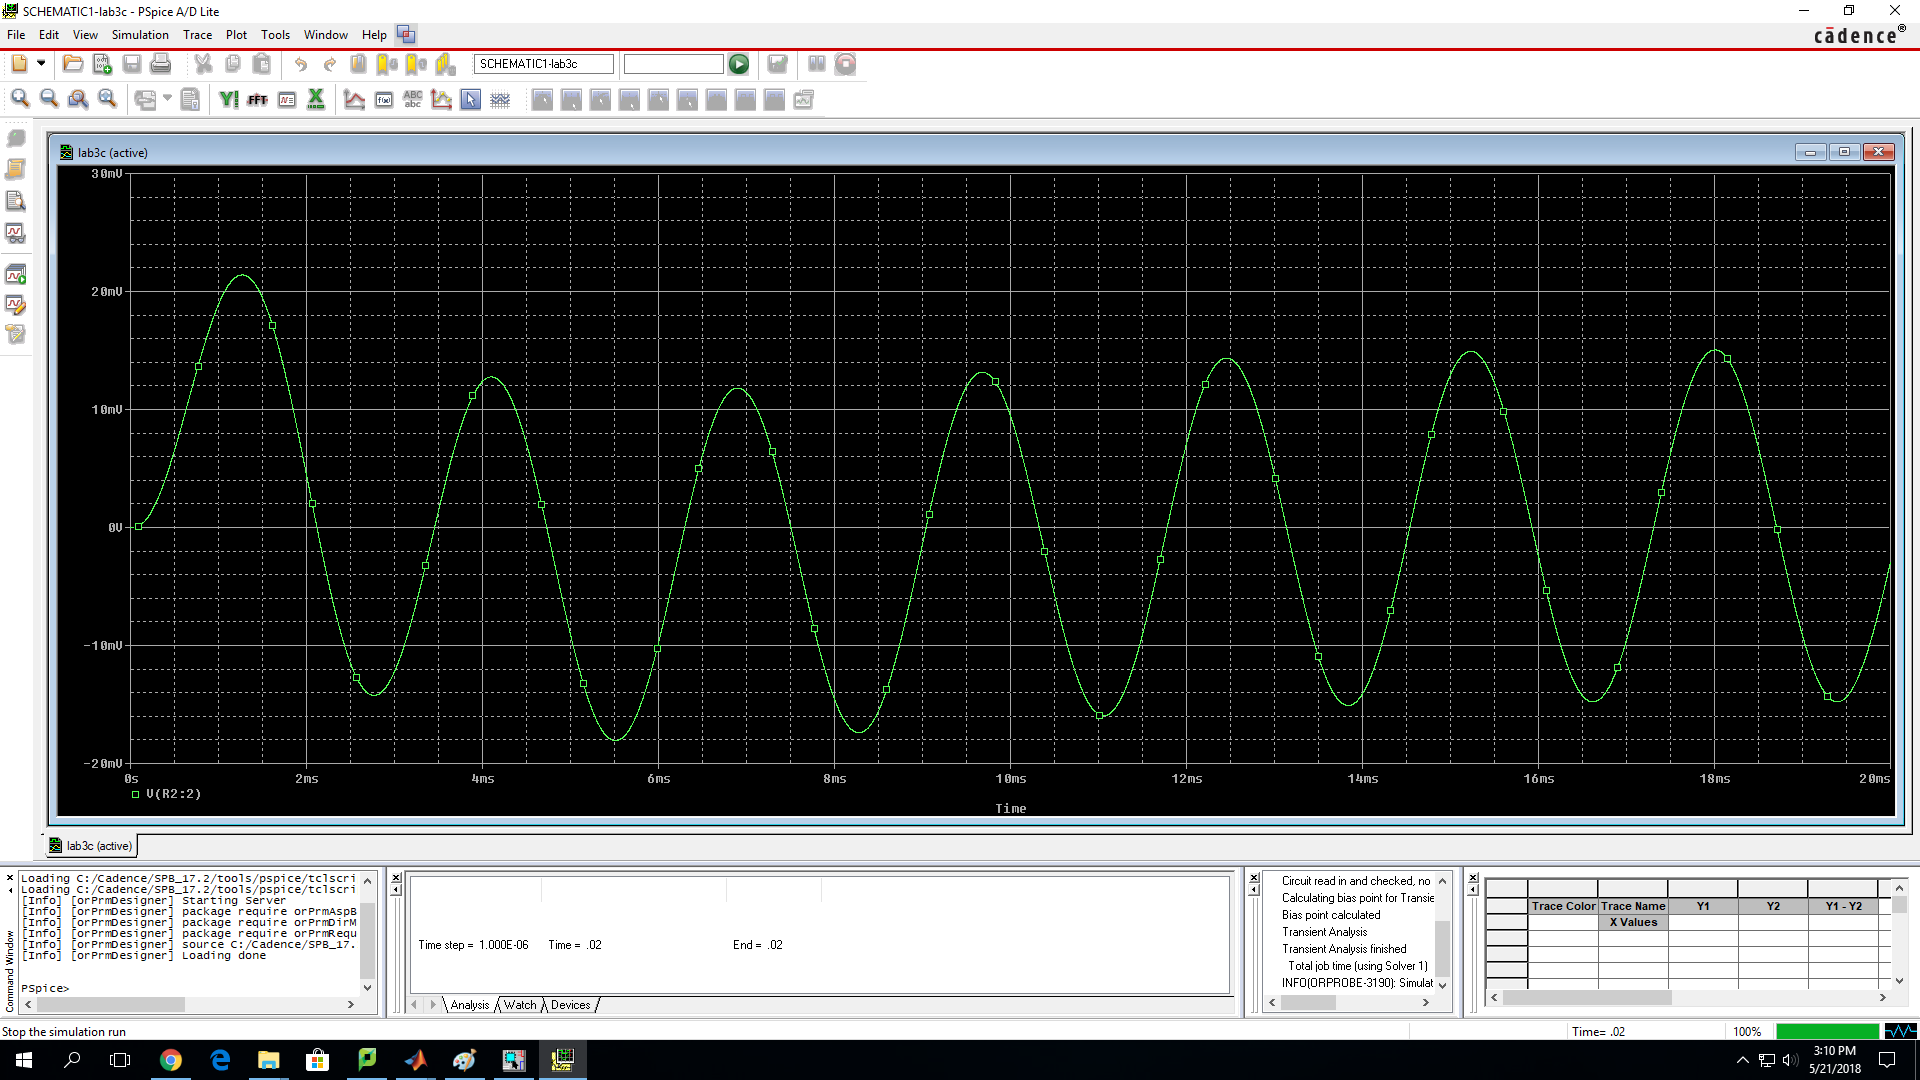 SCHEMATIC1-lab3c - PSpice A/D Lite
File Edit View Simulation Trace Plot Tools Window Help
cādence®
SCHEMATIC1-lab3c
FFT
ABC
abc
lab3c (active)
30mV
20mV
10mV
0V
-10mV
-20mV
0s 2ms 4ms 6ms 8ms 10ms 12ms 14ms 16ms 18ms 20ms
V(R2:2)
Time
lab3c (active)
Loading C:/Cadence/SPB_17.2/tools/pspice/tclscri
Loading C:/Cadence/SPB_17.2/tools/pspice/tclscri
[Info] [orPrmDesigner] Starting Server
[Info] [orPrmDesigner] package require orPrmAspB
[Info] [orPrmDesigner] package require orPrmDirM
[Info] [orPrmDesigner] package require orPrmRequ
[Info] [orPrmDesigner] source C:/Cadence/SPB_17.
[Info] [orPrmDesigner] Loading done
PSpice>
Command Window
Time step = 1.000E-06 Time = .02 End = .02
Analysis Watch Devices
Circuit read in and checked, no
Calculating bias point for Transie
Bias point calculated
Transient Analysis
Transient Analysis finished
Total job time (using Solver 1)
INFO(ORPROBE-3190): Simulat
Trace Color Trace Name Y1 Y2 Y1 - Y2
X Values
Stop the simulation run
Time= .02 100%
3:10 PM
5/21/2018